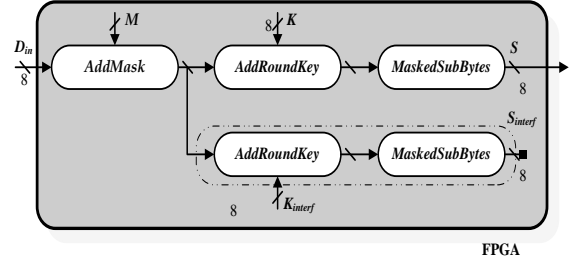 M
8 K
D_in
S
AddMask
AddRoundKey
MaskedSubBytes
8
8
S_interf
AddRoundKey
MaskedSubBytes
8
8
K_interf
FPGA